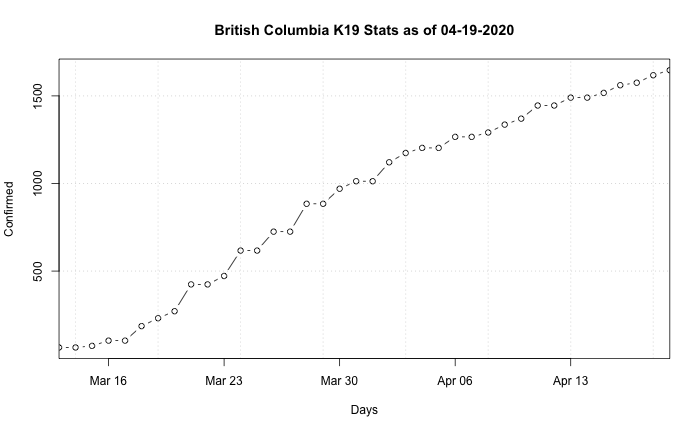 British Columbia K19 Stats as of 04-19-2020
1500
1000
500
Confirmed
Mar 16 Mar 23 Mar 30 Apr 06 Apr 13
Days